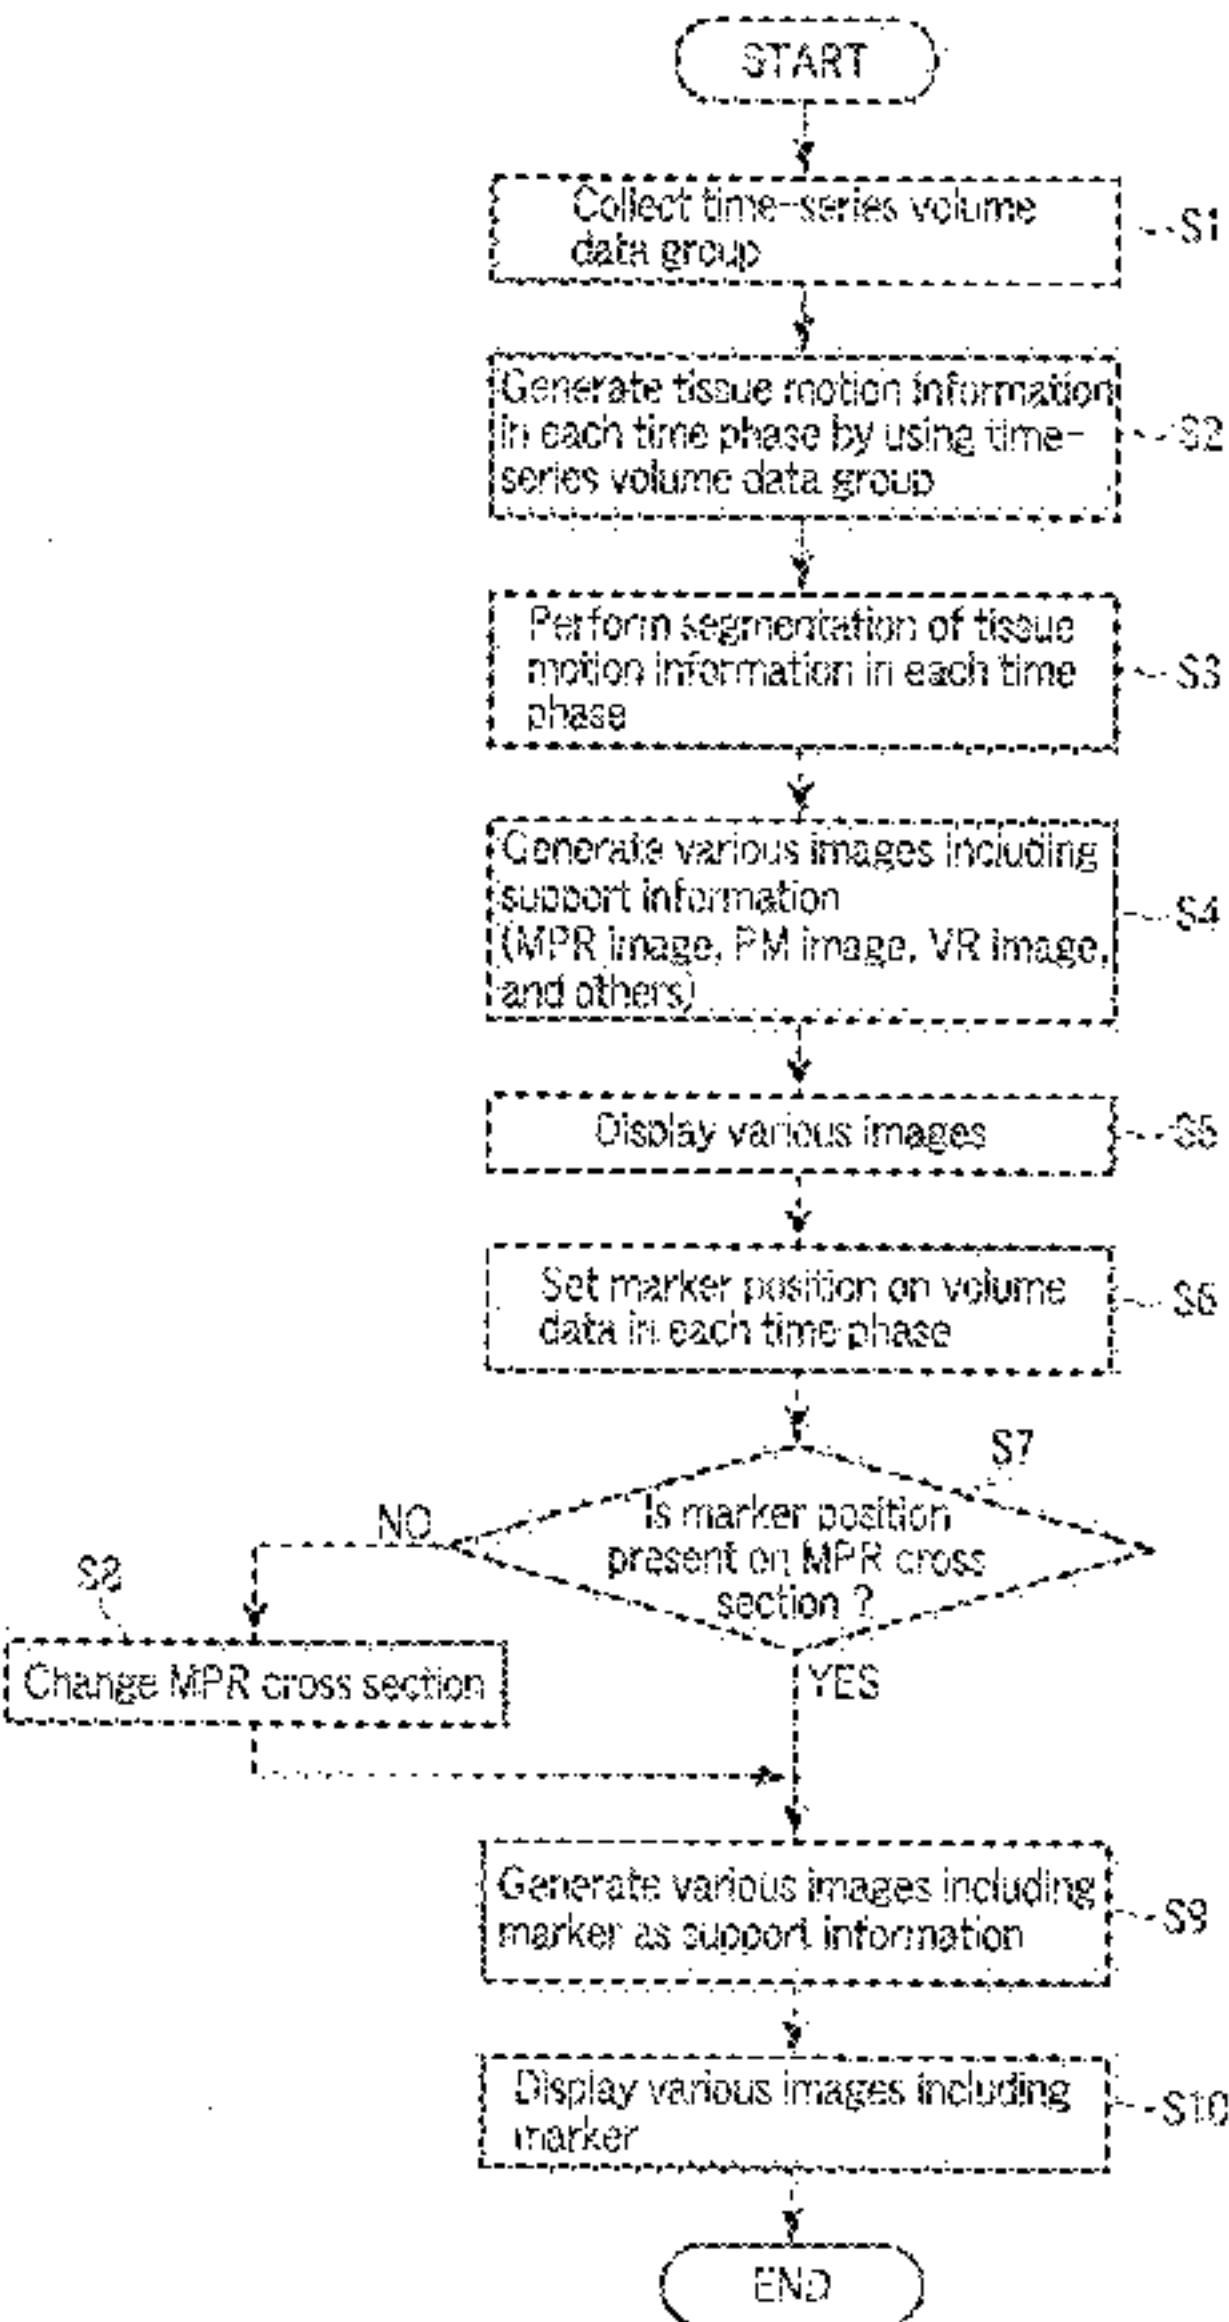 START
Collect time-series volume
data group
S1
Generate tissue motion information
in each time phase by using time-
series volume data group
S2
Perform segmentation of tissue
motion information in each time
phase
S3
Generate various images including
support information
(MPR image, PM image, VR image,
and others)
S4
Display various images
S5
Set marker position on volume
data in each time phase
S6
S7
Is marker position
present on MPR cross
section ?
NO
S8
Change MPR cross section
YES
Generate various images including
marker as support information
S9
Display various images including
marker
S10
END